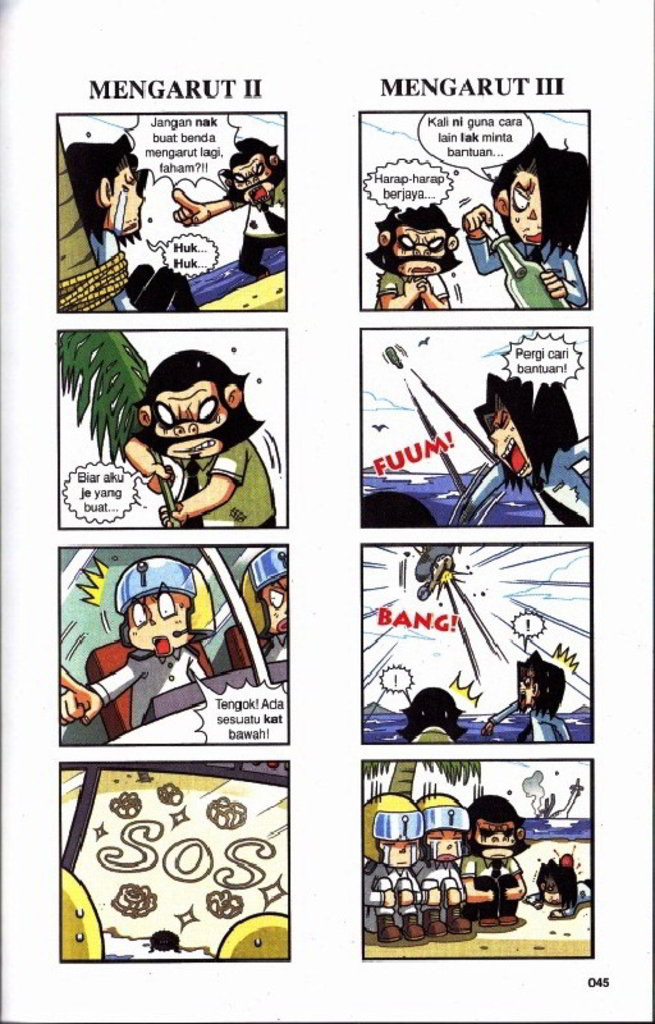 MENGARUT II
Jangan nak
buat benda
mengarut lagi,
faham?!!
Huk...
Huk...
Biar aku
je yang
buat...
Tengok! Ada
sesuatu kat
bawah!
SOS
MENGARUT III
Kali ni guna cara
lain lak minta
bantuan...
Harap-harap
berjaya....
Pergi cari
bantuan!
FUUM!
BANG!
!
!
045